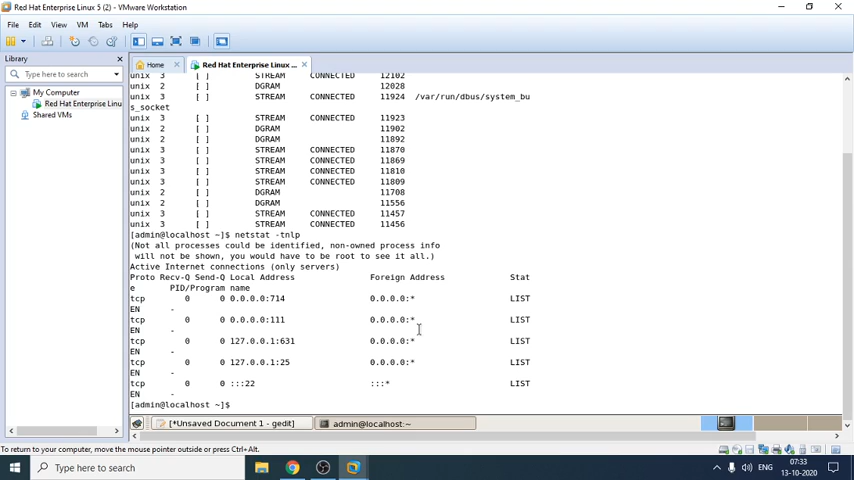 Red Hat Enterprise Linux 5 (2) - VMware Workstation
File Edit View VM Tabs Help
Library
Type here to search
My Computer
Red Hat Enterprise Linu
Shared VMs
Home
Red Hat Enterprise Linux ...
unix 3 [ ] STREAM CONNECTED 12102
unix 2 [ ] DGRAM 12028
unix 3 [ ] STREAM CONNECTED 11924 /var/run/dbus/system_bu
s_socket
unix 3 [ ] STREAM CONNECTED 11923
unix 2 [ ] DGRAM 11902
unix 2 [ ] DGRAM 11892
unix 3 [ ] STREAM CONNECTED 11870
unix 3 [ ] STREAM CONNECTED 11869
unix 3 [ ] STREAM CONNECTED 11810
unix 3 [ ] STREAM CONNECTED 11809
unix 2 [ ] DGRAM 11708
unix 2 [ ] DGRAM 11556
unix 3 [ ] STREAM CONNECTED 11457
unix 3 [ ] STREAM CONNECTED 11456
[admin@localhost ~]$ netstat -tnlp
(Not all processes could be identified, non-owned process info
will not be shown, you would have to be root to see it all.)
Active Internet connections (only servers)
Proto Recv-Q Send-Q Local Address Foreign Address Stat
e PID/Program name
tcp 0 0 0.0.0.0:714 0.0.0.0:* LIST
EN -
tcp 0 0 0.0.0.0:111 0.0.0.0:* LIST
EN -
tcp 0 0 127.0.0.1:631 0.0.0.0:* LIST
EN -
tcp 0 0 127.0.0.1:25 0.0.0.0:* LIST
EN -
tcp 0 0 :::22 :::* LIST
EN -
[admin@localhost ~]$
[*Unsaved Document 1 - gedit]
admin@localhost:~
To return to your computer, move the mouse pointer outside or press Ctrl+Alt.
Type here to search
ENG
07:33
13-10-2020